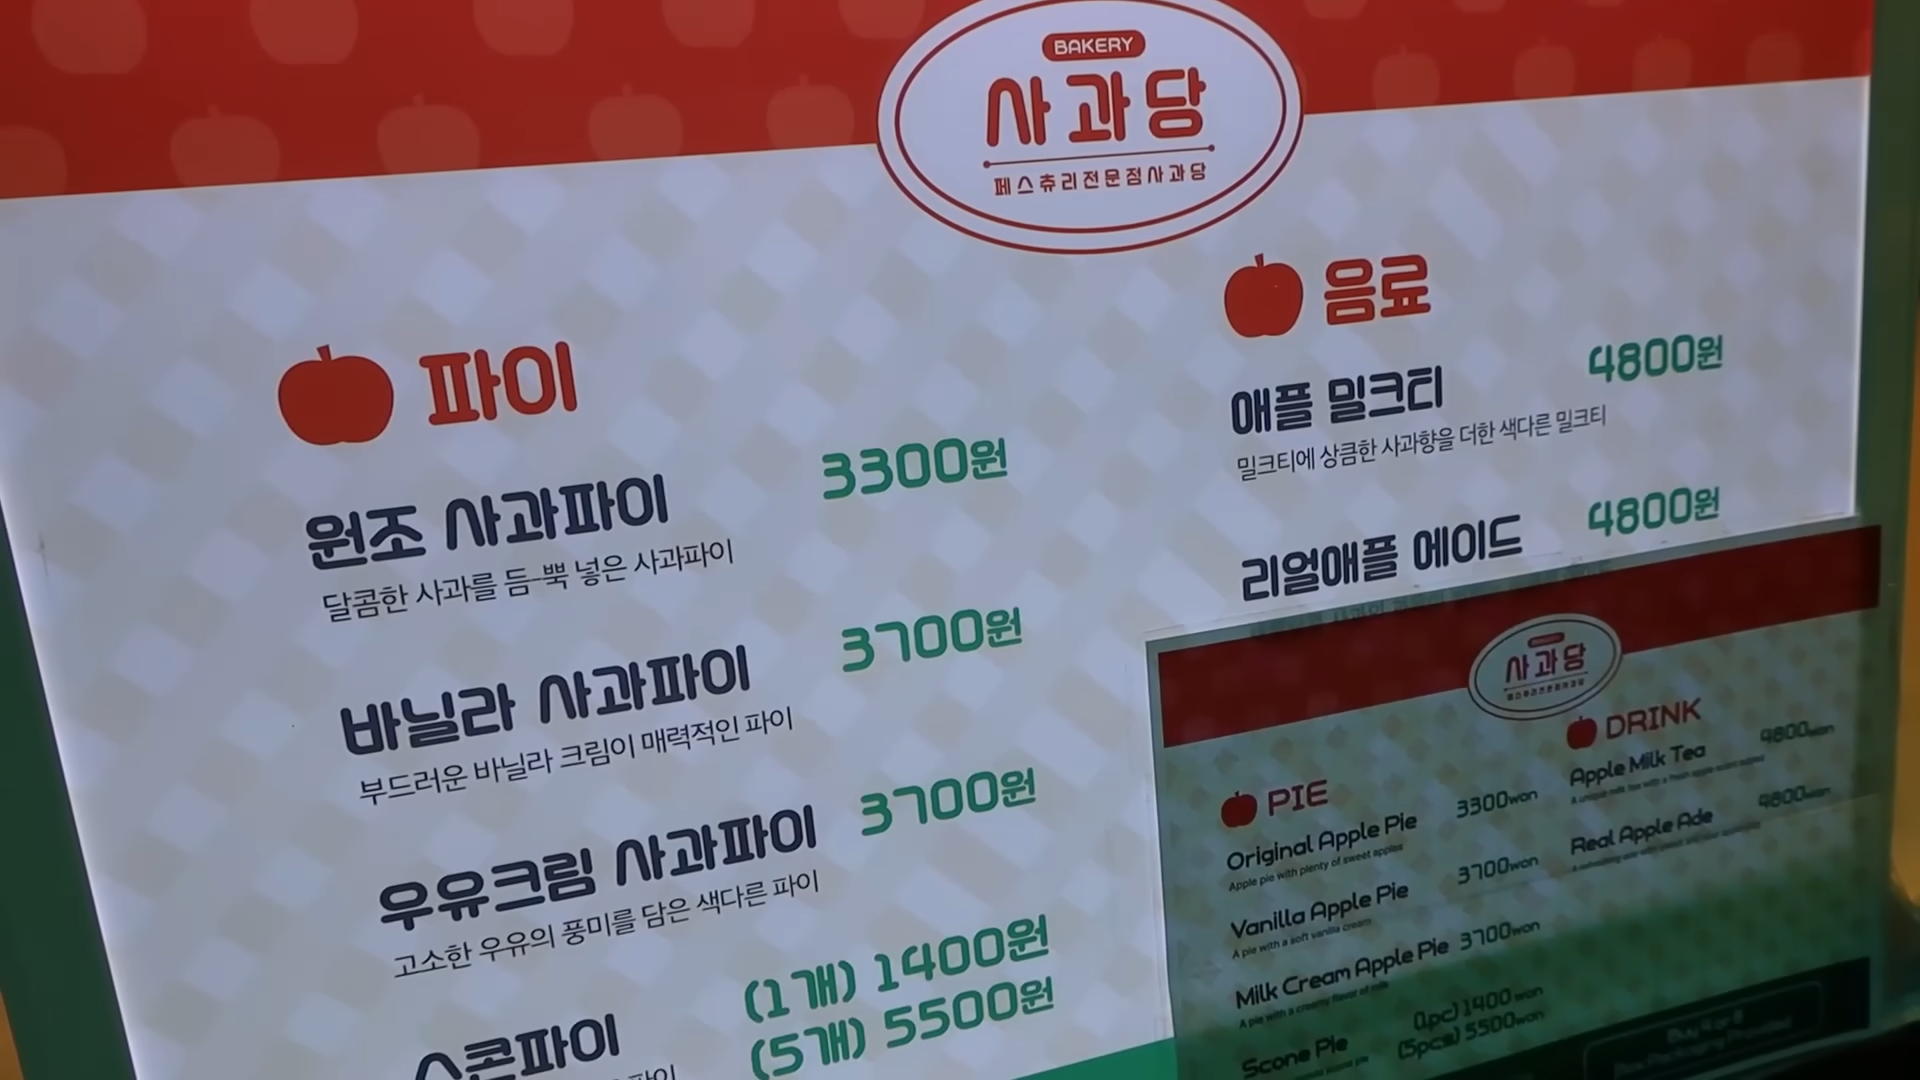 BAKERY
사과당
페스츄리전문점사과당
파이
원조 사과파이 3300원
달콤한 사과를 듬-뿍 넣은 사과파이
바닐라 사과파이 3700원
부드러운 바닐라 크림이 매력적인 파이
우유크림 사과파이 3700원
고소한 우유의 풍미를 담은 색다른 파이
스콘파이 (1개) 1400원
(5개) 5500원
음료
애플 밀크티 4800원
밀크티에 상큼한 사과향을 더한 색다른 밀크티
리얼애플 에이드 4800원
사과당
PIE
Original Apple Pie 3300won
Apple pie with plenty of sweet apples
Vanilla Apple Pie 3700won
A pie with a soft vanilla cream
Milk Cream Apple Pie 3700won
A pie with a creamy flavor of milk
Scone Pie (1pc) 1400won
(5pcs) 5500won
DRINK
Apple Milk Tea 4800won
Real Apple Ade 4800won